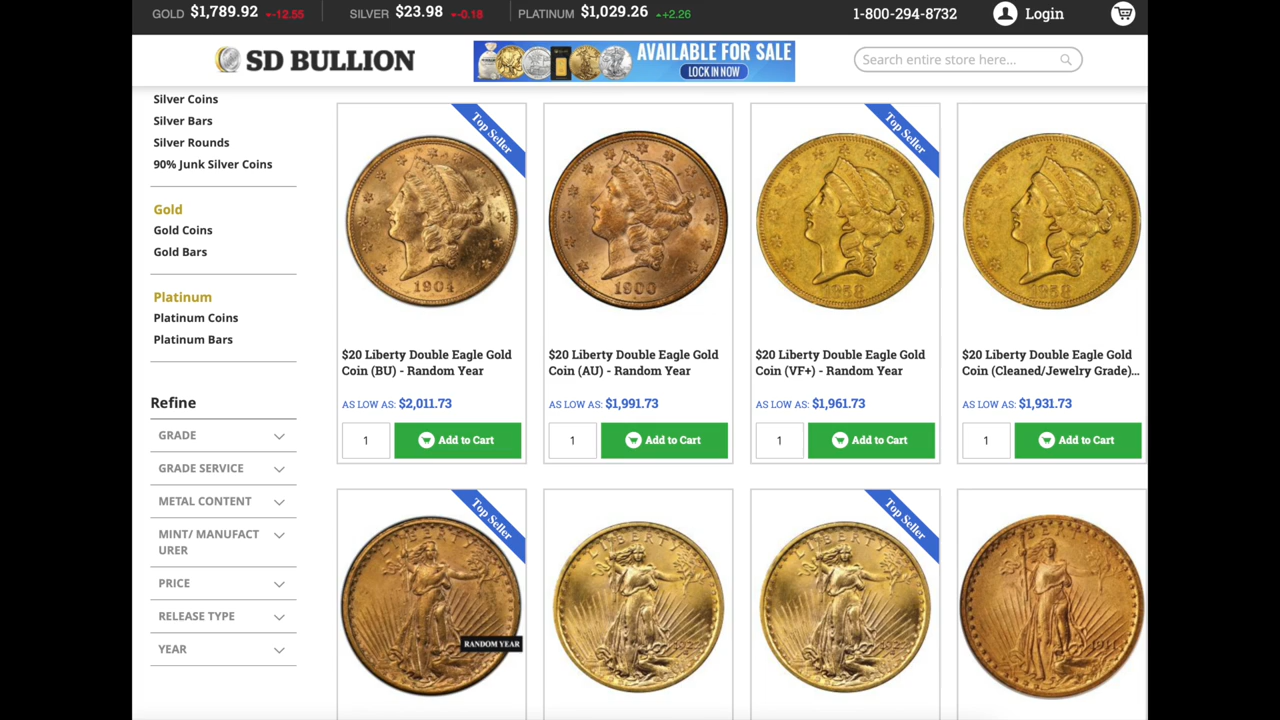 GOLD $1,789.92 -12.55 SILVER $23.98 -0.18 PLATINUM $1,029.26 +2.26 1-800-294-8732 Login
SD BULLION
AVAILABLE FOR SALE
LOCK IN NOW
Search entire store here...
Silver Coins
Silver Bars
Silver Rounds
90% Junk Silver Coins
Gold
Gold Coins
Gold Bars
Platinum
Platinum Coins
Platinum Bars
Refine
GRADE
GRADE SERVICE
METAL CONTENT
MINT/ MANUFACT
URER
PRICE
RELEASE TYPE
YEAR
Top Seller
1904
$20 Liberty Double Eagle Gold
Coin (BU) - Random Year
AS LOW AS: $2,011.73
1 Add to Cart
1900
$20 Liberty Double Eagle Gold
Coin (AU) - Random Year
AS LOW AS: $1,991.73
1 Add to Cart
Top Seller
$20 Liberty Double Eagle Gold
Coin (VF+) - Random Year
AS LOW AS: $1,961.73
1 Add to Cart
$20 Liberty Double Eagle Gold
Coin (Cleaned/Jewelry Grade)...
AS LOW AS: $1,931.73
1 Add to Cart
Top Seller
LIBERTY
RANDOM YEAR
LIBERTY
Top Seller
LIBERTY
LIBERTY